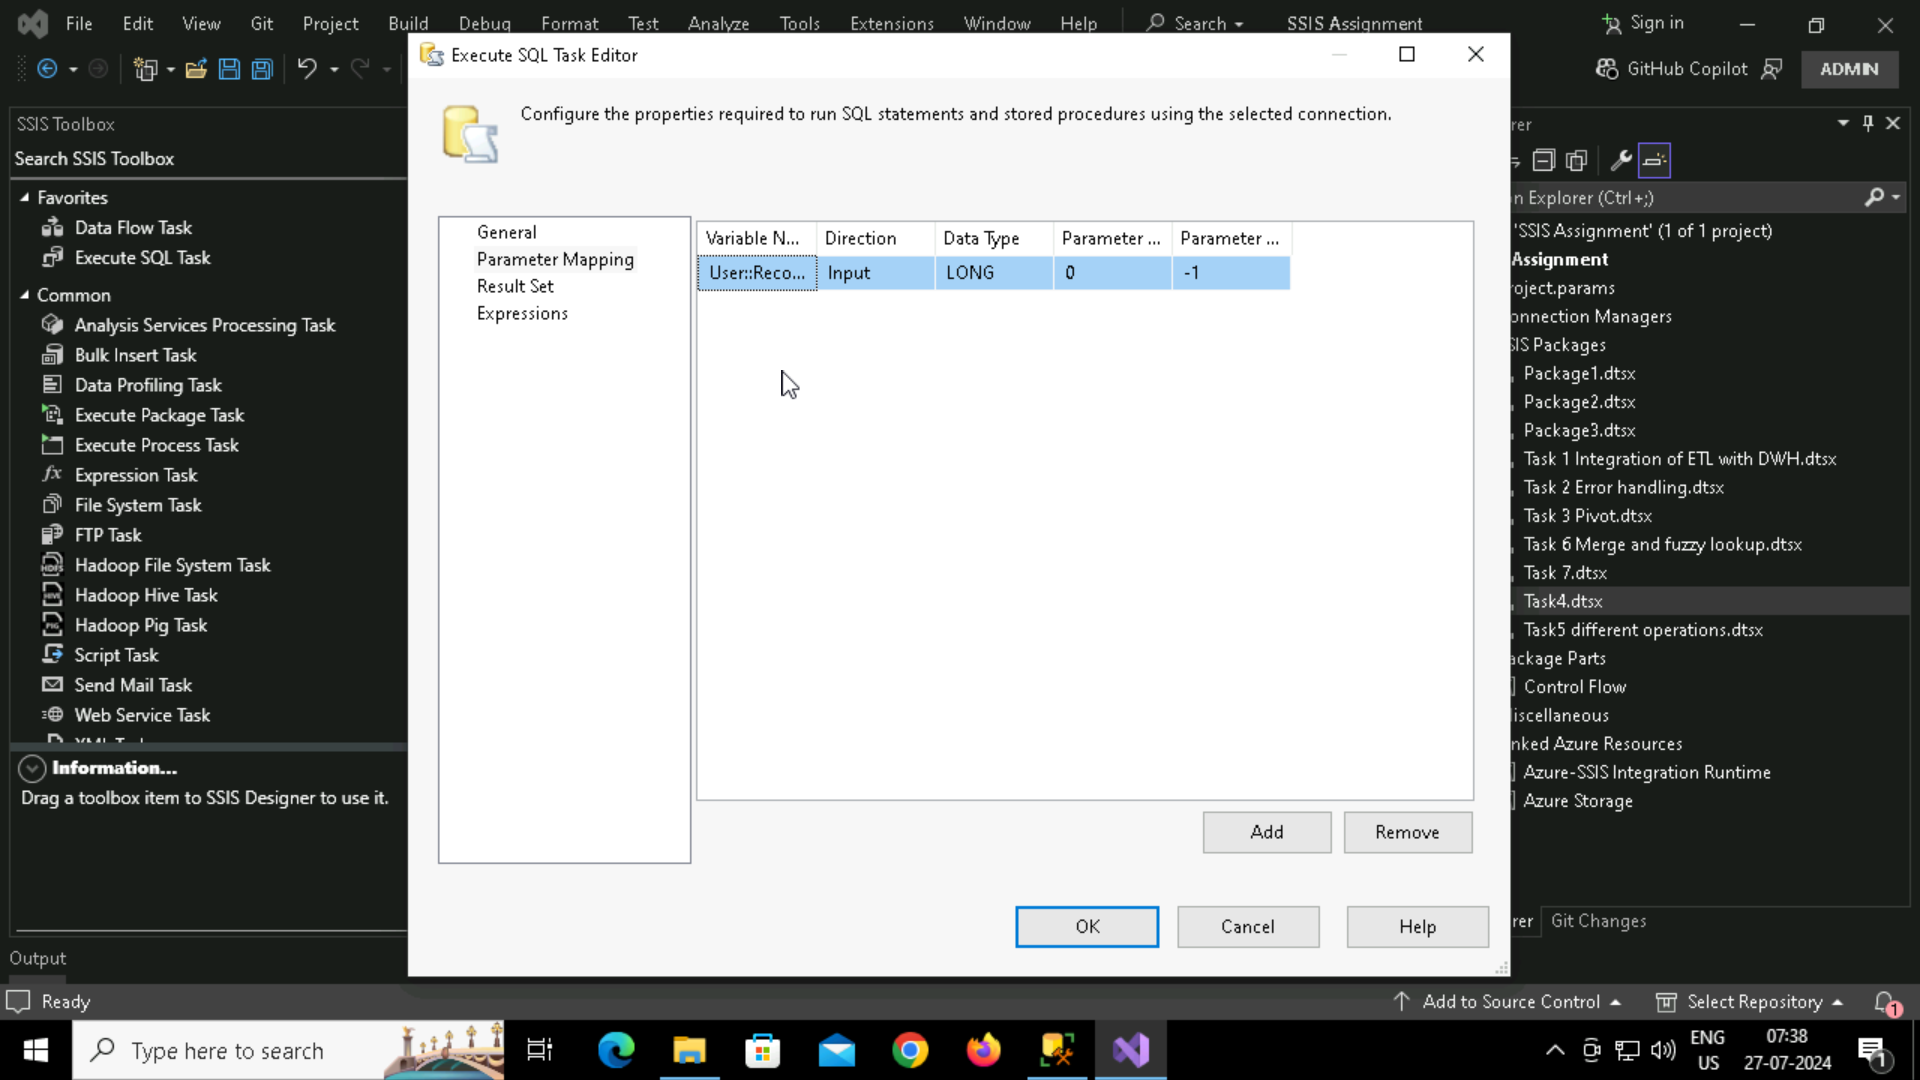 File Edit View Git Project Build Debug Format Test Analyze Tools Extensions Window Help Search SSIS Assignment Sign in
GitHub Copilot ADMIN
SSIS Toolbox
Search SSIS Toolbox
Favorites
Data Flow Task
Execute SQL Task
Common
Analysis Services Processing Task
Bulk Insert Task
Data Profiling Task
Execute Package Task
Execute Process Task
Expression Task
File System Task
FTP Task
Hadoop File System Task
Hadoop Hive Task
Hadoop Pig Task
Script Task
Send Mail Task
Web Service Task
Information...
Drag a toolbox item to SSIS Designer to use it.
Output
Execute SQL Task Editor
Configure the properties required to run SQL statements and stored procedures using the selected connection.
General
Parameter Mapping
Result Set
Expressions
Variable N... Direction Data Type Parameter ... Parameter ...
User::Reco... Input LONG 0 -1
Add Remove
OK Cancel Help
rer
n Explorer (Ctrl+;)
'SSIS Assignment' (1 of 1 project)
Assignment
oject.params
onnection Managers
SIS Packages
Package1.dtsx
Package2.dtsx
Package3.dtsx
Task 1 Integration of ETL with DWH.dtsx
Task 2 Error handling.dtsx
Task 3 Pivot.dtsx
Task 6 Merge and fuzzy lookup.dtsx
Task 7.dtsx
Task4.dtsx
Task5 different operations.dtsx
ackage Parts
Control Flow
iscellaneous
nked Azure Resources
Azure-SSIS Integration Runtime
Azure Storage
rer Git Changes
Ready Add to Source Control Select Repository 1
Type here to search
ENG
US
07:38
27-07-2024
1